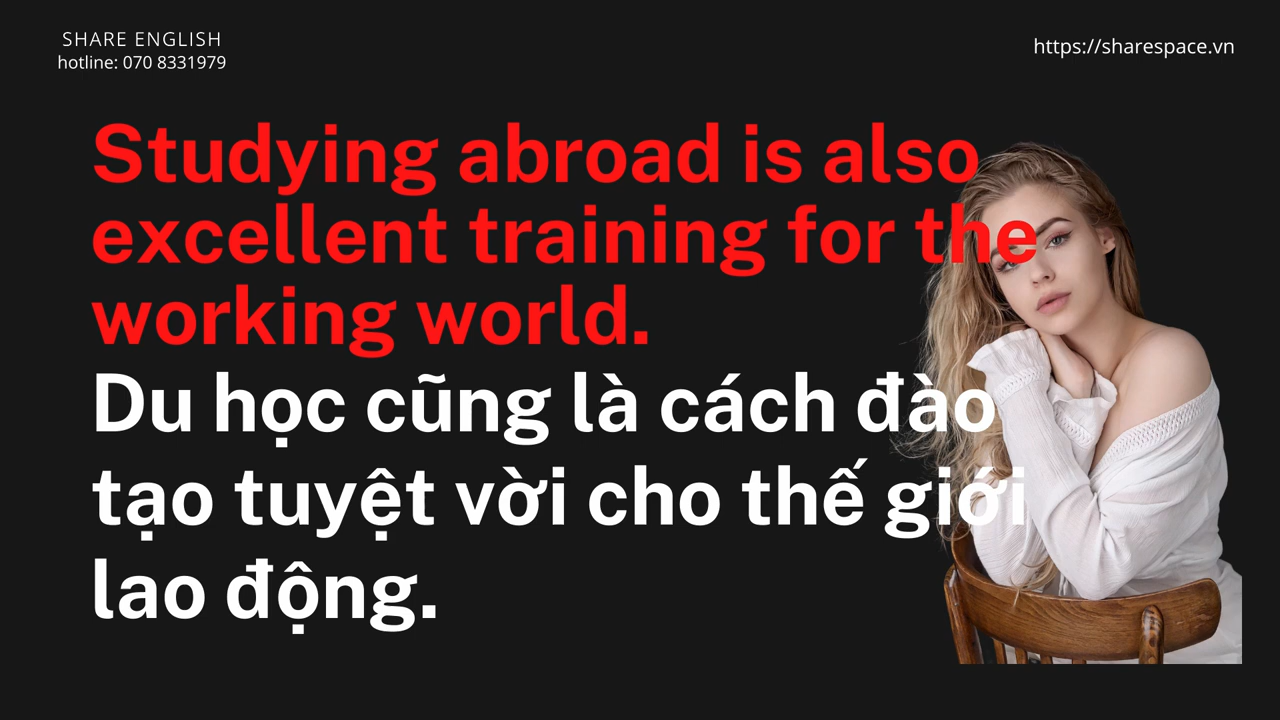 SHARE ENGLISH
hotline: 070 8331979
https://sharespace.vn
Studying abroad is also
excellent training for the
working world.
Du học cũng là cách đào
tạo tuyệt vời cho thế giới
lao động.